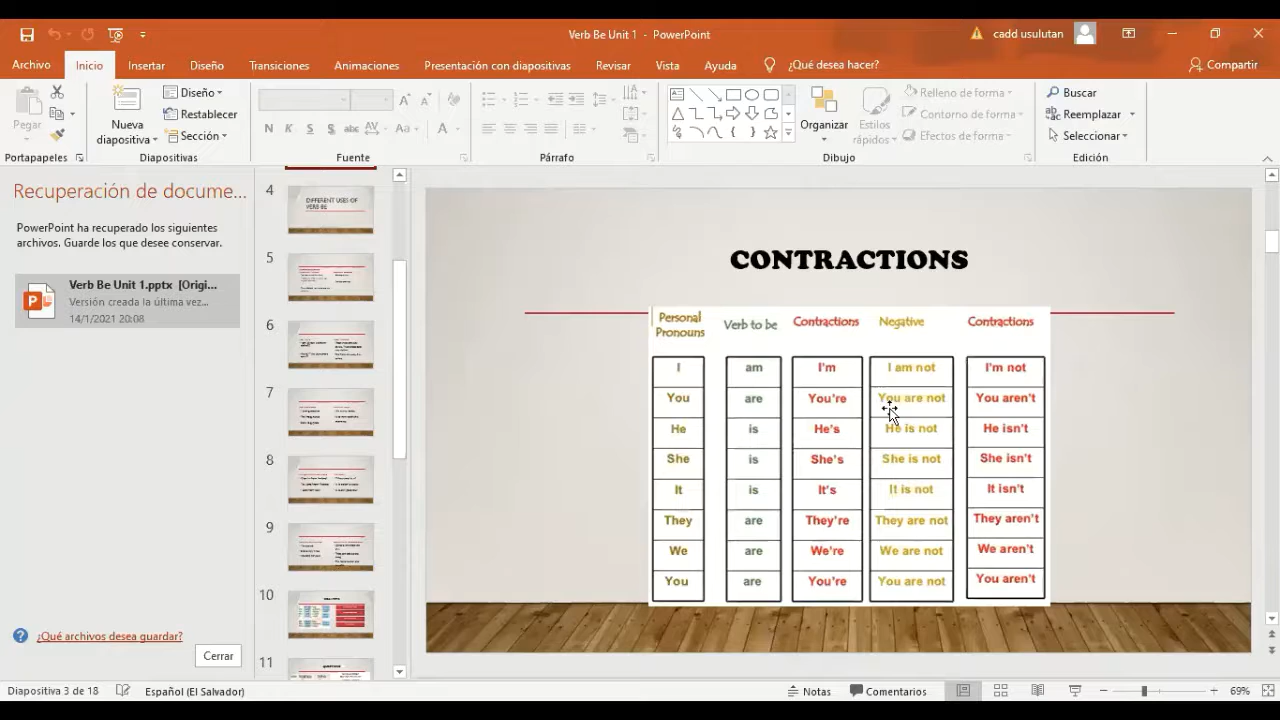 Verb Be Unit 1 - PowerPoint
cadd usulutan
Archivo Inicio Insertar Diseño Transiciones Animaciones Presentación con diapositivas Revisar Vista Ayuda ¿Qué desea hacer? Compartir
Pegar
Nueva diapositiva
Diseño
Restablecer
Sección
N K S S abc AV Aa A
Organizar
Estilos rápidos
Relleno de forma
Contorno de forma
Efectos de forma
Buscar
Reemplazar
Seleccionar
Portapapeles Diapositivas Fuente Párrafo Dibujo Edición
Recuperación de docume...
PowerPoint ha recuperado los siguientes
archivos. Guarde los que desee conservar.
Verb Be Unit 1.pptx [Origi...
Versión creada la última vez...
14/1/2021 20:08
¿Qué archivos desea guardar?
Cerrar
4
DIFFERENT USES OF
VERB BE
5
6
7
8
9
10
11
CONTRACTIONS
Personal Pronouns Verb to be Contractions Negative Contractions
I am I'm I am not I'm not
You are You're You are not You aren't
He is He's He is not He isn't
She is She's She is not She isn't
It is It's It is not It isn't
They are They're They are not They aren't
We are We're We are not We aren't
You are You're You are not You aren't
Diapositiva 3 de 18 Español (El Salvador) Notas Comentarios 69%